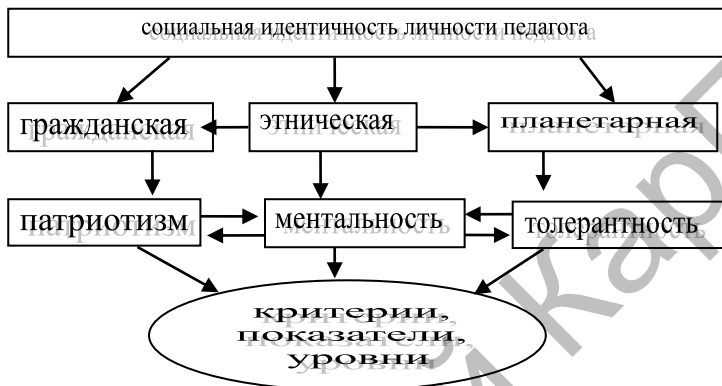 социальная идентичность личности педагога
гражданская этническая планетарная
патриотизм ментальность толерантность
критерии,
показатели,
уровни